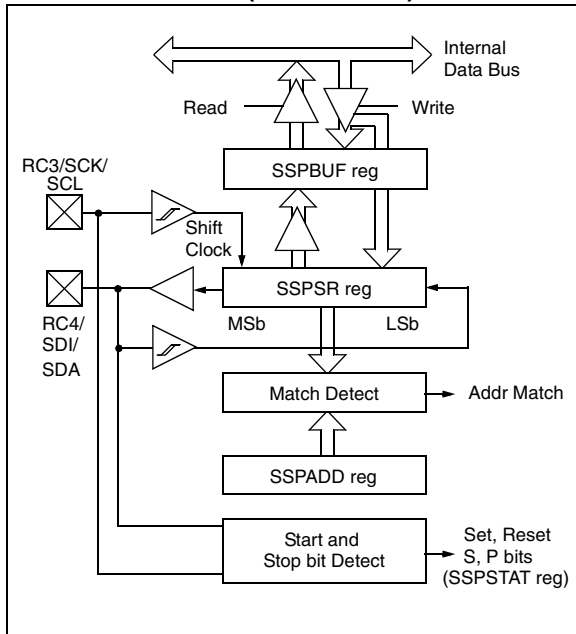 Internal
Data Bus
Read
Write
SSPBUF reg
RC3/SCK/
SCL
Shift
Clock
SSPSR reg
MSb
LSb
RC4/
SDI/
SDA
Match Detect
Addr Match
SSPADD reg
Start and
Stop bit Detect
Set, Reset
S, P bits
(SSPSTAT reg)